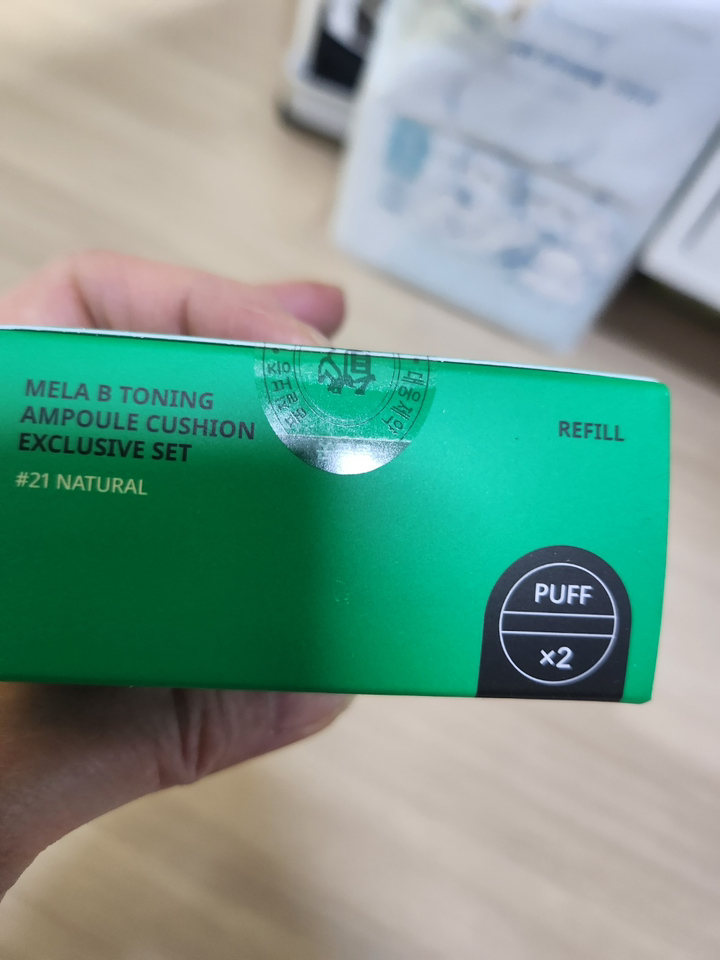 MELA B TONING
AMPOULE CUSHION
EXCLUSIVE SET
#21 NATURAL
REFILL
PUFF
×2